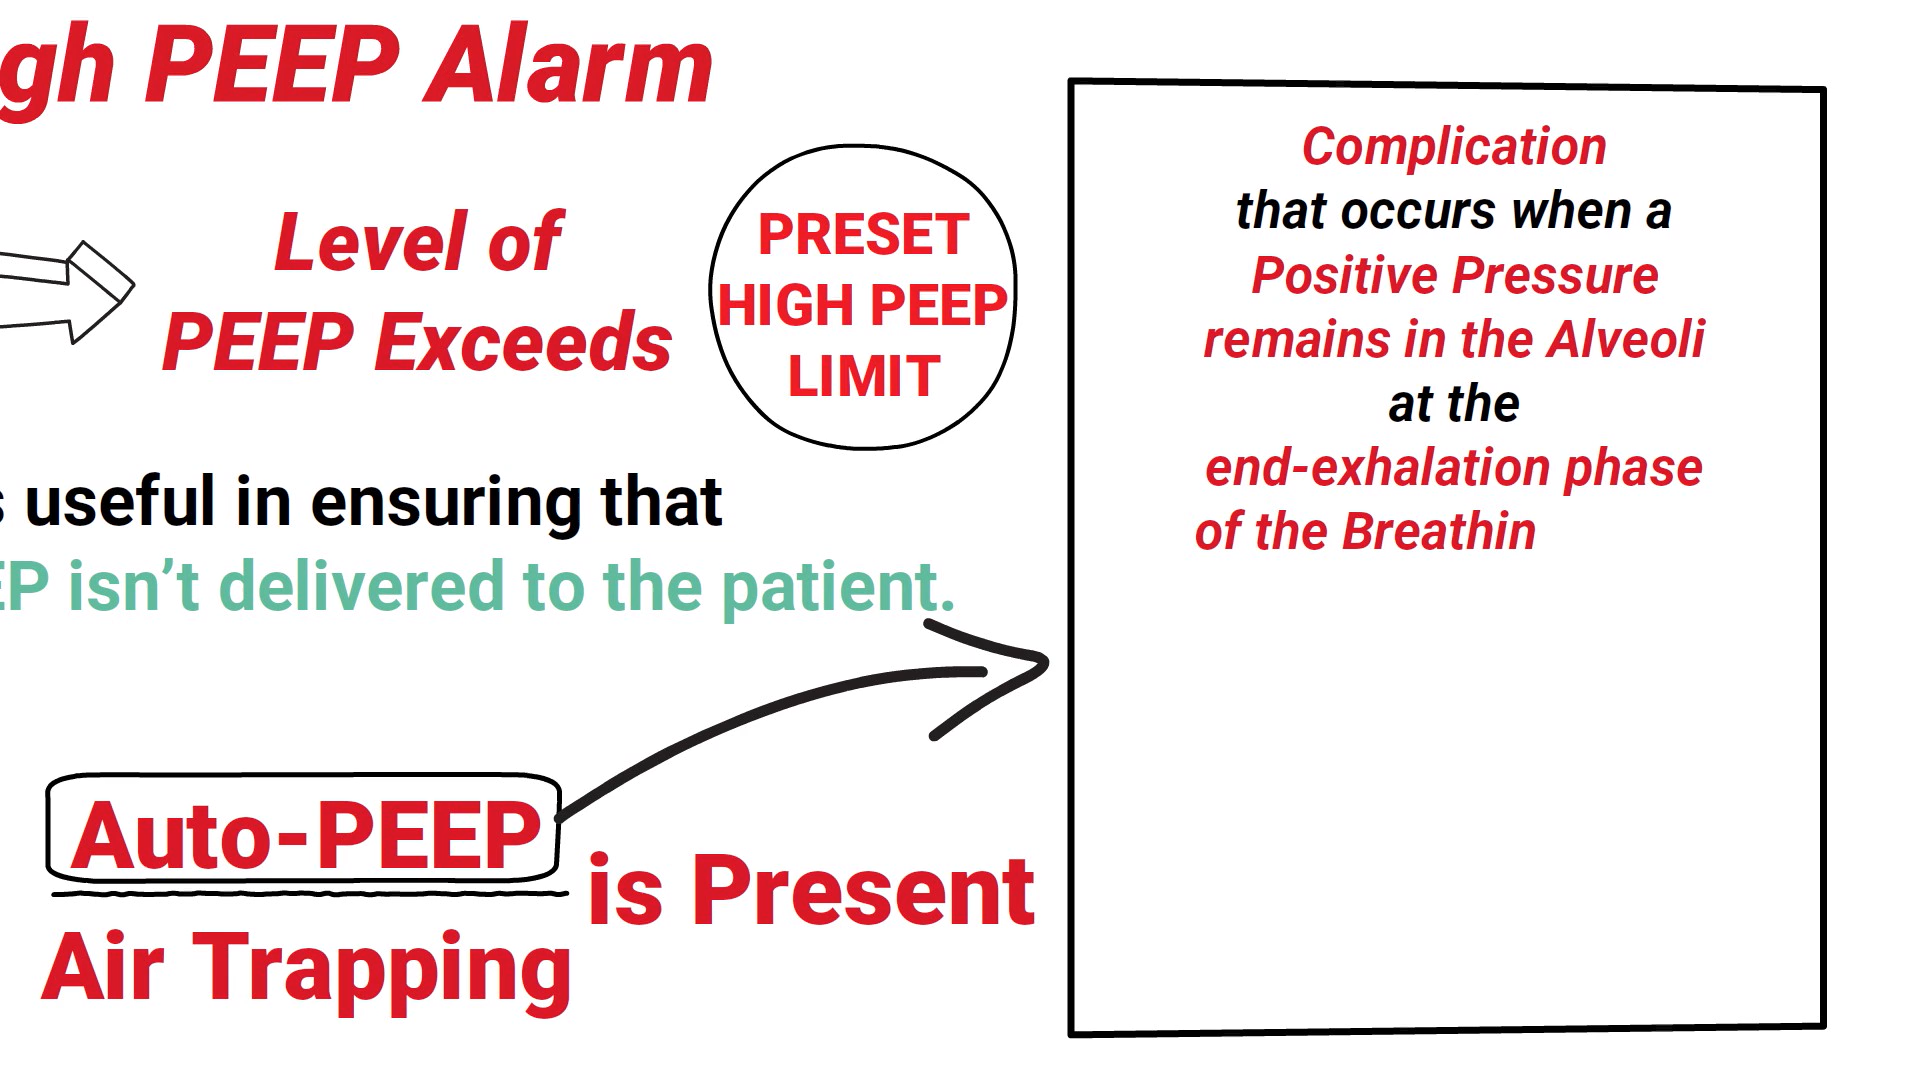 gh PEEP Alarm
Level of
PEEP Exceeds
PRESET
HIGH PEEP
LIMIT
s useful in ensuring that
EP isn’t delivered to the patient.
Auto-PEEP
Air Trapping
is Present
Complication
that occurs when a
Positive Pressure
remains in the Alveoli
at the
end-exhalation phase
of the Breathin